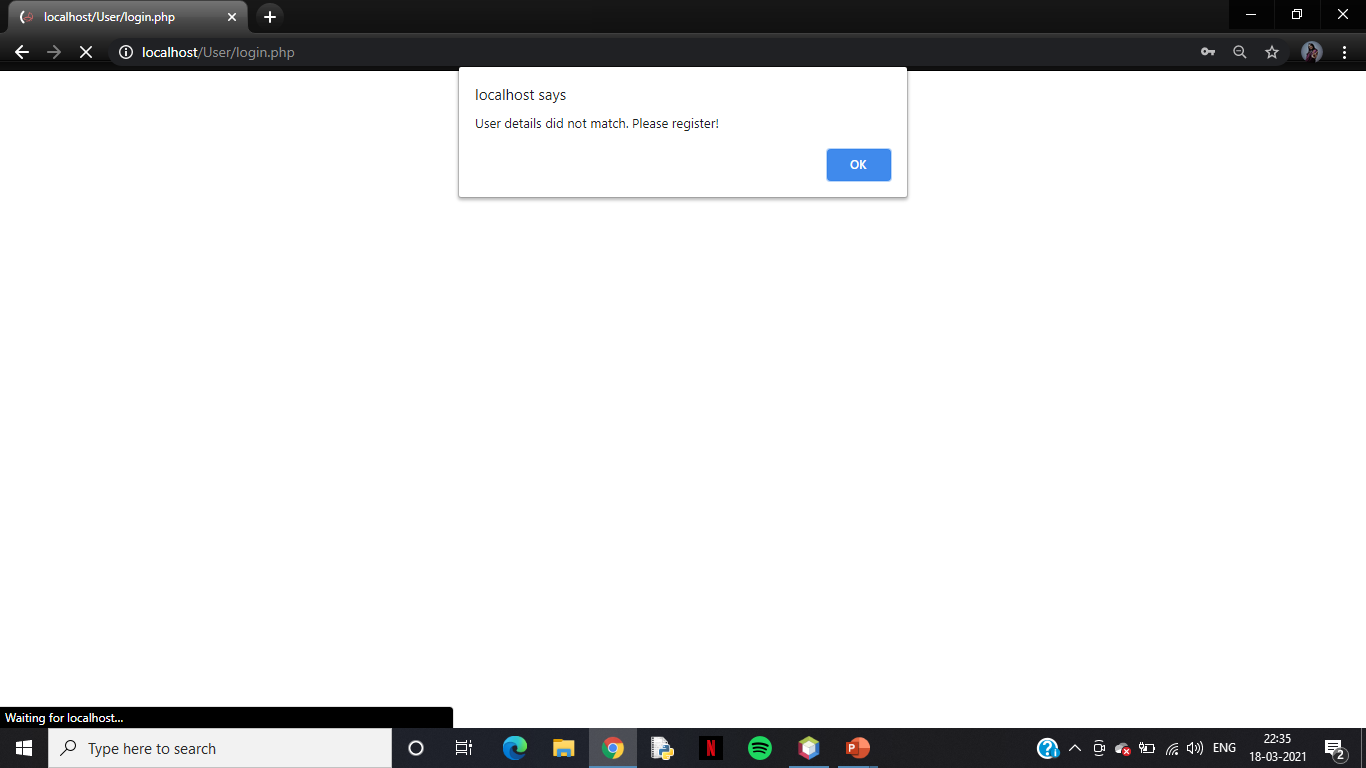 localhost/User/login.php
localhost/User/login.php
localhost says
User details did not match. Please register!
OK
Waiting for localhost...
Type here to search
N
P
ENG
22:35
18-03-2021
2